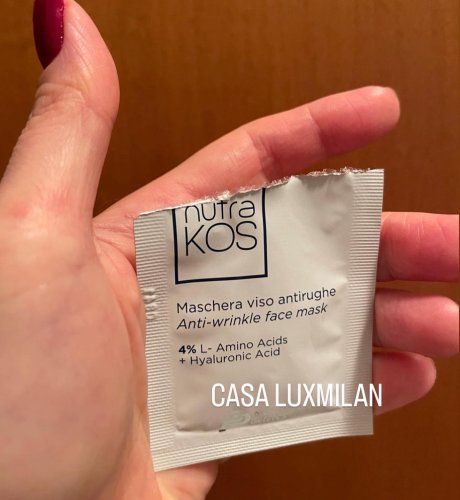 nutra
KOS
Maschera viso antirughe
Anti-wrinkle face mask
4% L- Amino Acids
+ Hyaluronic Acid
CASA LUXMILAN